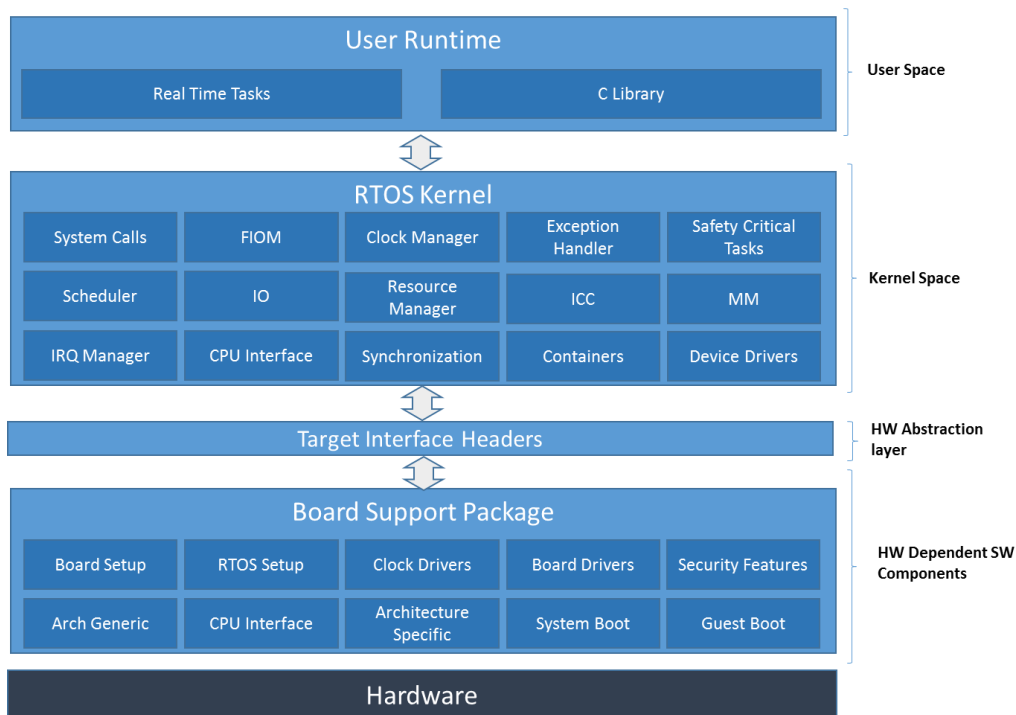 User Runtime
Real Time Tasks
C Library
User Space
RTOS Kernel
System Calls
FIOM
Clock Manager
Exception
Handler
Safety Critical
Tasks
Scheduler
IO
Resource
Manager
ICC
MM
IRQ Manager
CPU Interface
Synchronization
Containers
Device Drivers
Kernel Space
Target Interface Headers
HW Abstraction
layer
Board Support Package
Board Setup
RTOS Setup
Clock Drivers
Board Drivers
Security Features
Arch Generic
CPU Interface
Architecture
Specific
System Boot
Guest Boot
HW Dependent SW
Components
Hardware